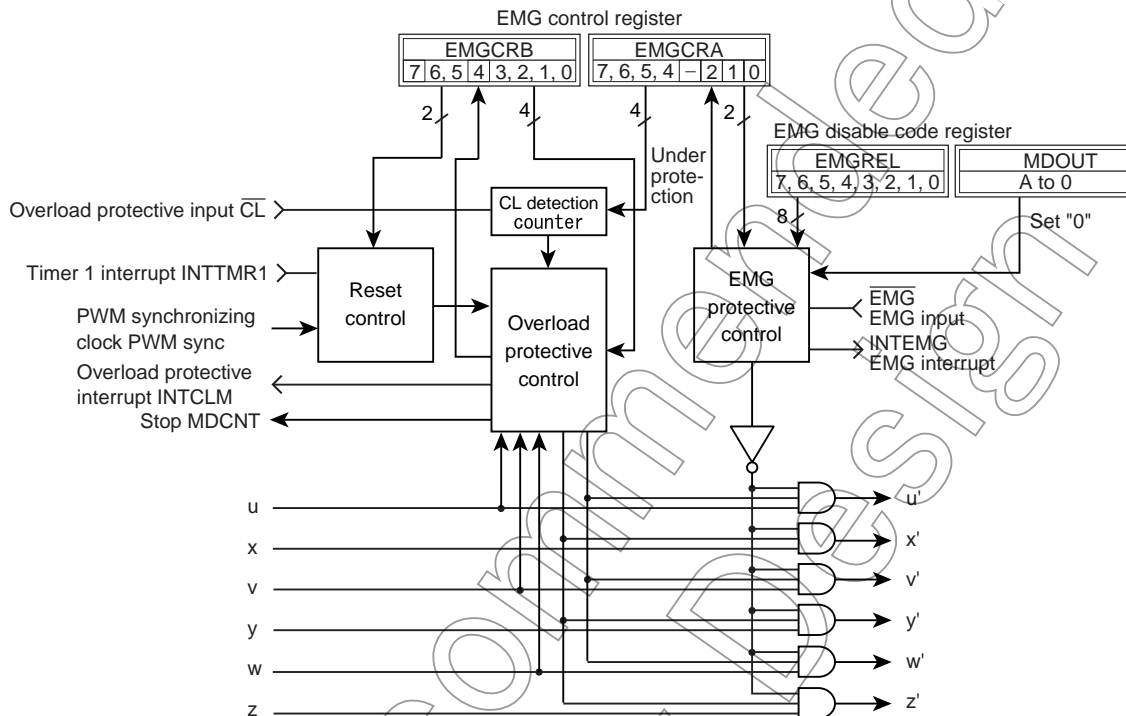 EMG control register
EMGCRB
7 6, 5 4 3, 2, 1, 0
EMGCRA
7, 6, 5, 4 – 2 1 0
2
4
4
2
Under
prote-
ction
EMG disable code register
EMGREL
7, 6, 5, 4, 3, 2, 1, 0
MDOUT
A to 0
8
Set "0"
Overload protective input CL
CL detection
counter
Timer 1 interrupt INTTMR1
PWM synchronizing
clock PWM sync
Reset
control
Overload
protective
control
EMG
protective
control
EMG
EMG input
INTEMG
EMG interrupt
Overload protective
interrupt INTCLM
Stop MDCNT
u
u'
x
x'
v
v'
y
y'
w
w'
z
z'